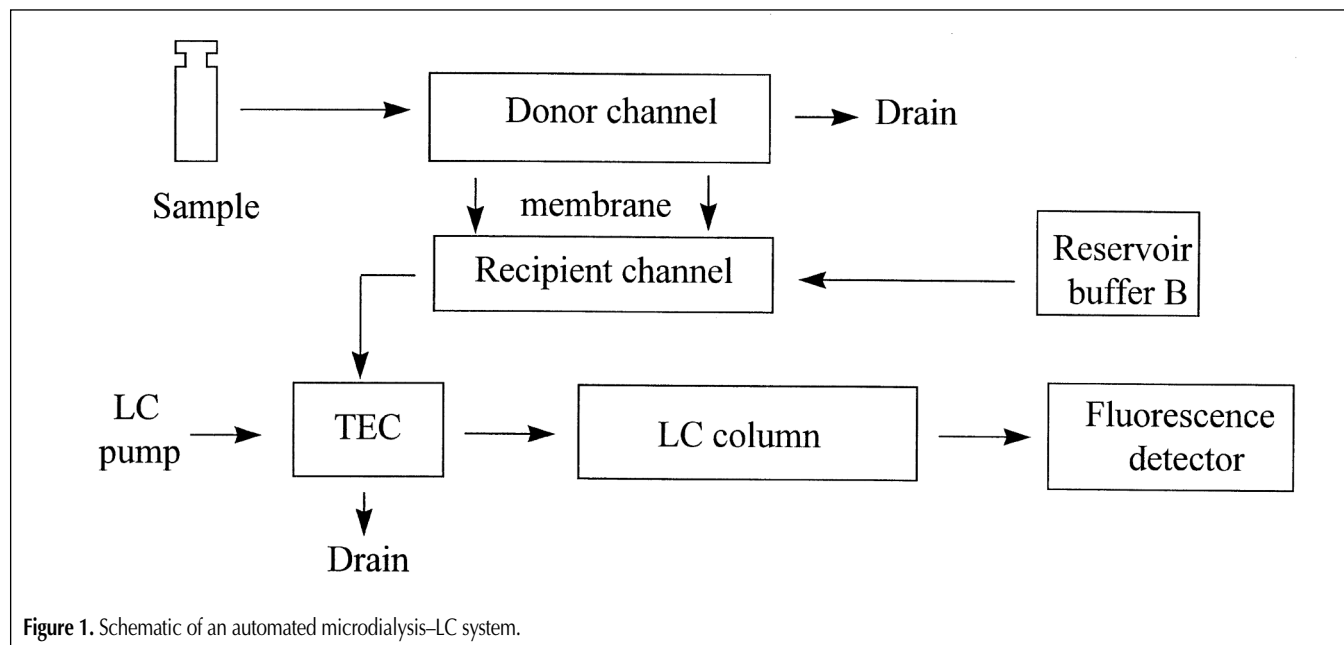 Donor channel
Drain
Sample
membrane
Recipient channel
Reservoir
buffer B
LC
pump
TEC
LC column
Fluorescence
detector
Drain
Figure 1. Schematic of an automated microdialysis–LC system.